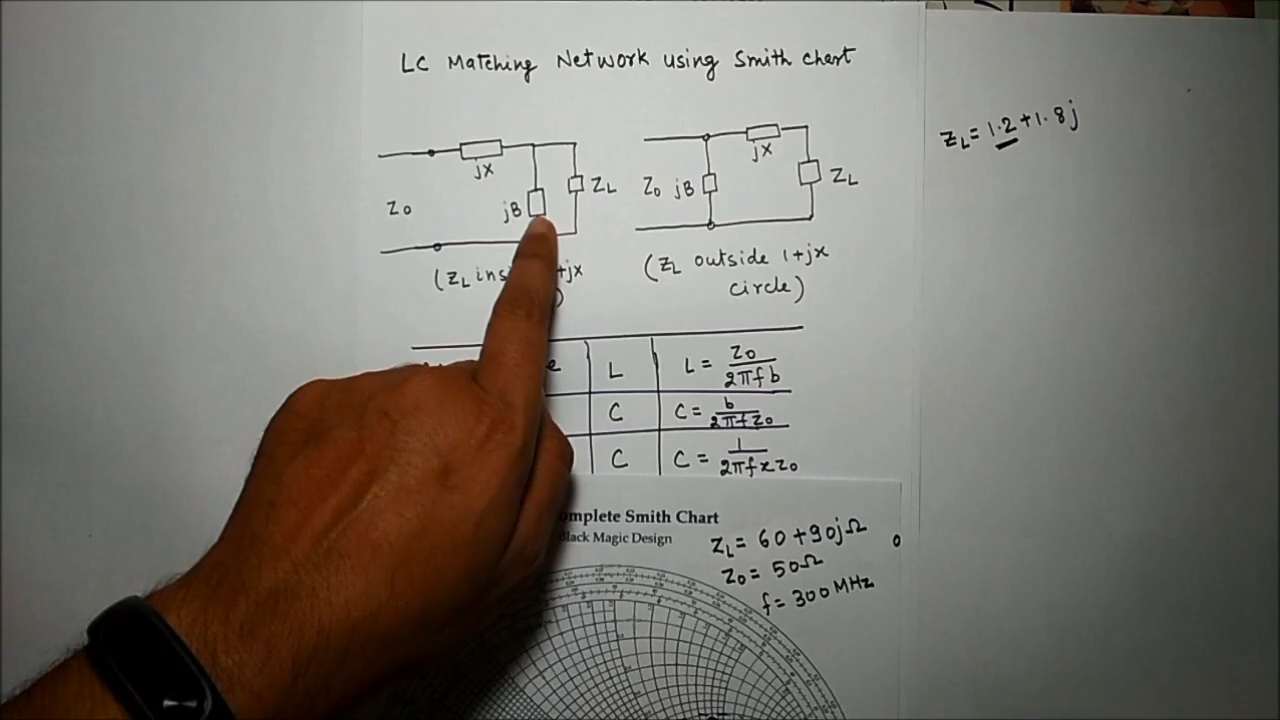 LC Matching Network using Smith chart
jX
Z0
jB
ZL
jX
Z0 jB
ZL
(ZL +jx
)
(ZL outside 1+jx
circle)
L L = Z0 / 2πfb
C C = b / 2πfZ0
C C = 1 / 2πfxZ0
Smith Chart
Black Magic Design
ZL = 60+90jΩ
Z0 = 50Ω
f = 300MHz
zL = 1.2+1.8j